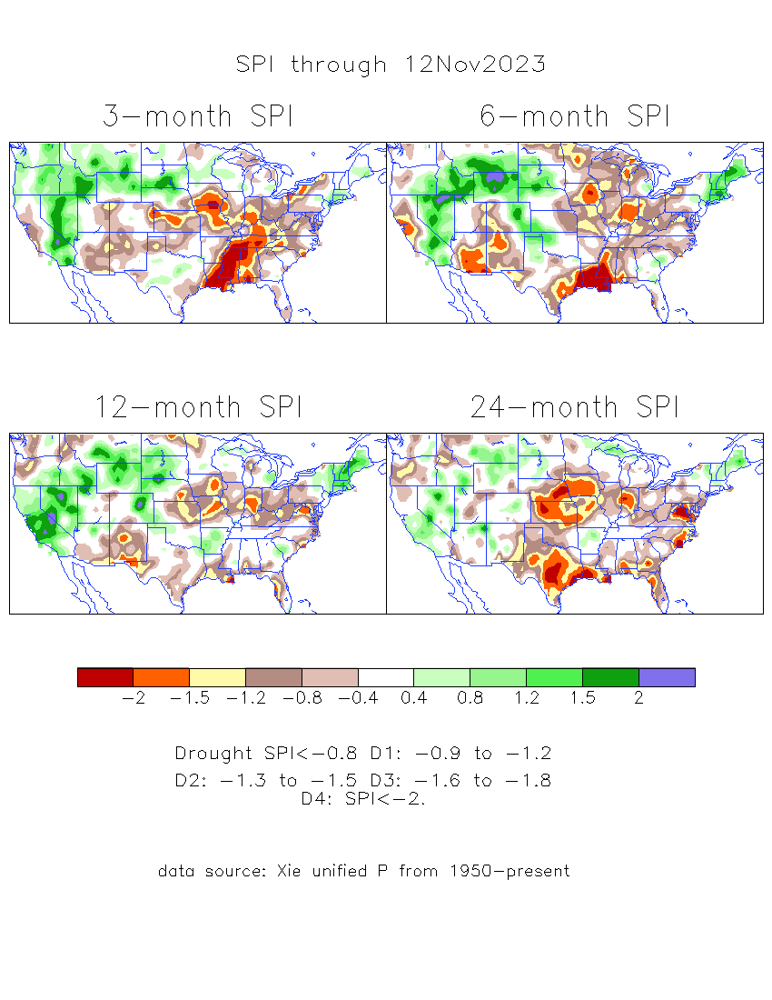 SPI through 12Nov2023
3-month SPI
6-month SPI
12-month SPI
24-month SPI
-2 -1.5 -1.2 -0.8 -0.4 0.4 0.8 1.2 1.5 2
Drought SPI<-0.8 D1: -0.9 to -1.2
D2: -1.3 to -1.5 D3: -1.6 to -1.8
D4: SPI<-2.
data source: Xie unified P from 1950-present